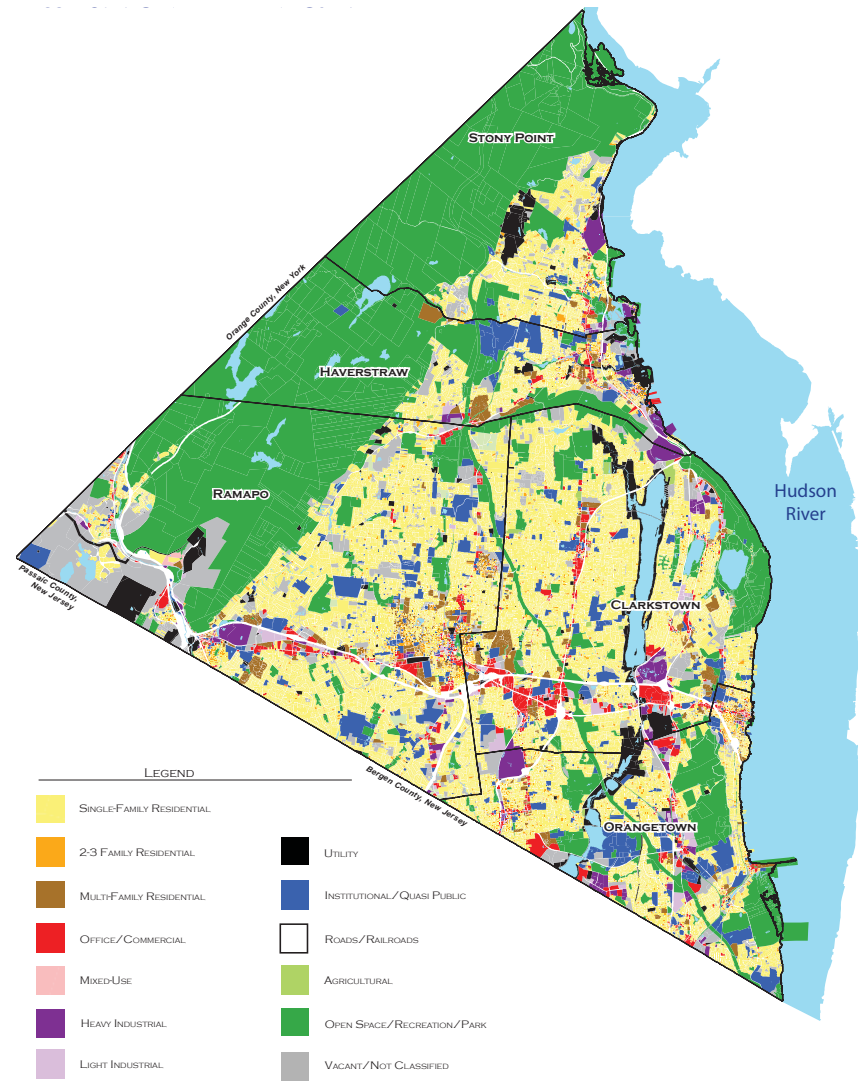 STONY POINT
Orange County, New York
HAVERSTRAW
RAMAPO
Hudson
River
Passaic County,
New Jersey
CLARKSTOWN
Bergen County, New Jersey
ORANGETOWN
LEGEND
SINGLE-FAMILY RESIDENTIAL
2-3 FAMILY RESIDENTIAL
MULTI-FAMILY RESIDENTIAL
OFFICE/COMMERCIAL
MIXED-USE
HEAVY INDUSTRIAL
LIGHT INDUSTRIAL
UTILITY
INSTITUTIONAL/QUASI PUBLIC
ROADS/RAILROADS
AGRICULTURAL
OPEN SPACE/RECREATION/PARK
VACANT/NOT CLASSIFIED